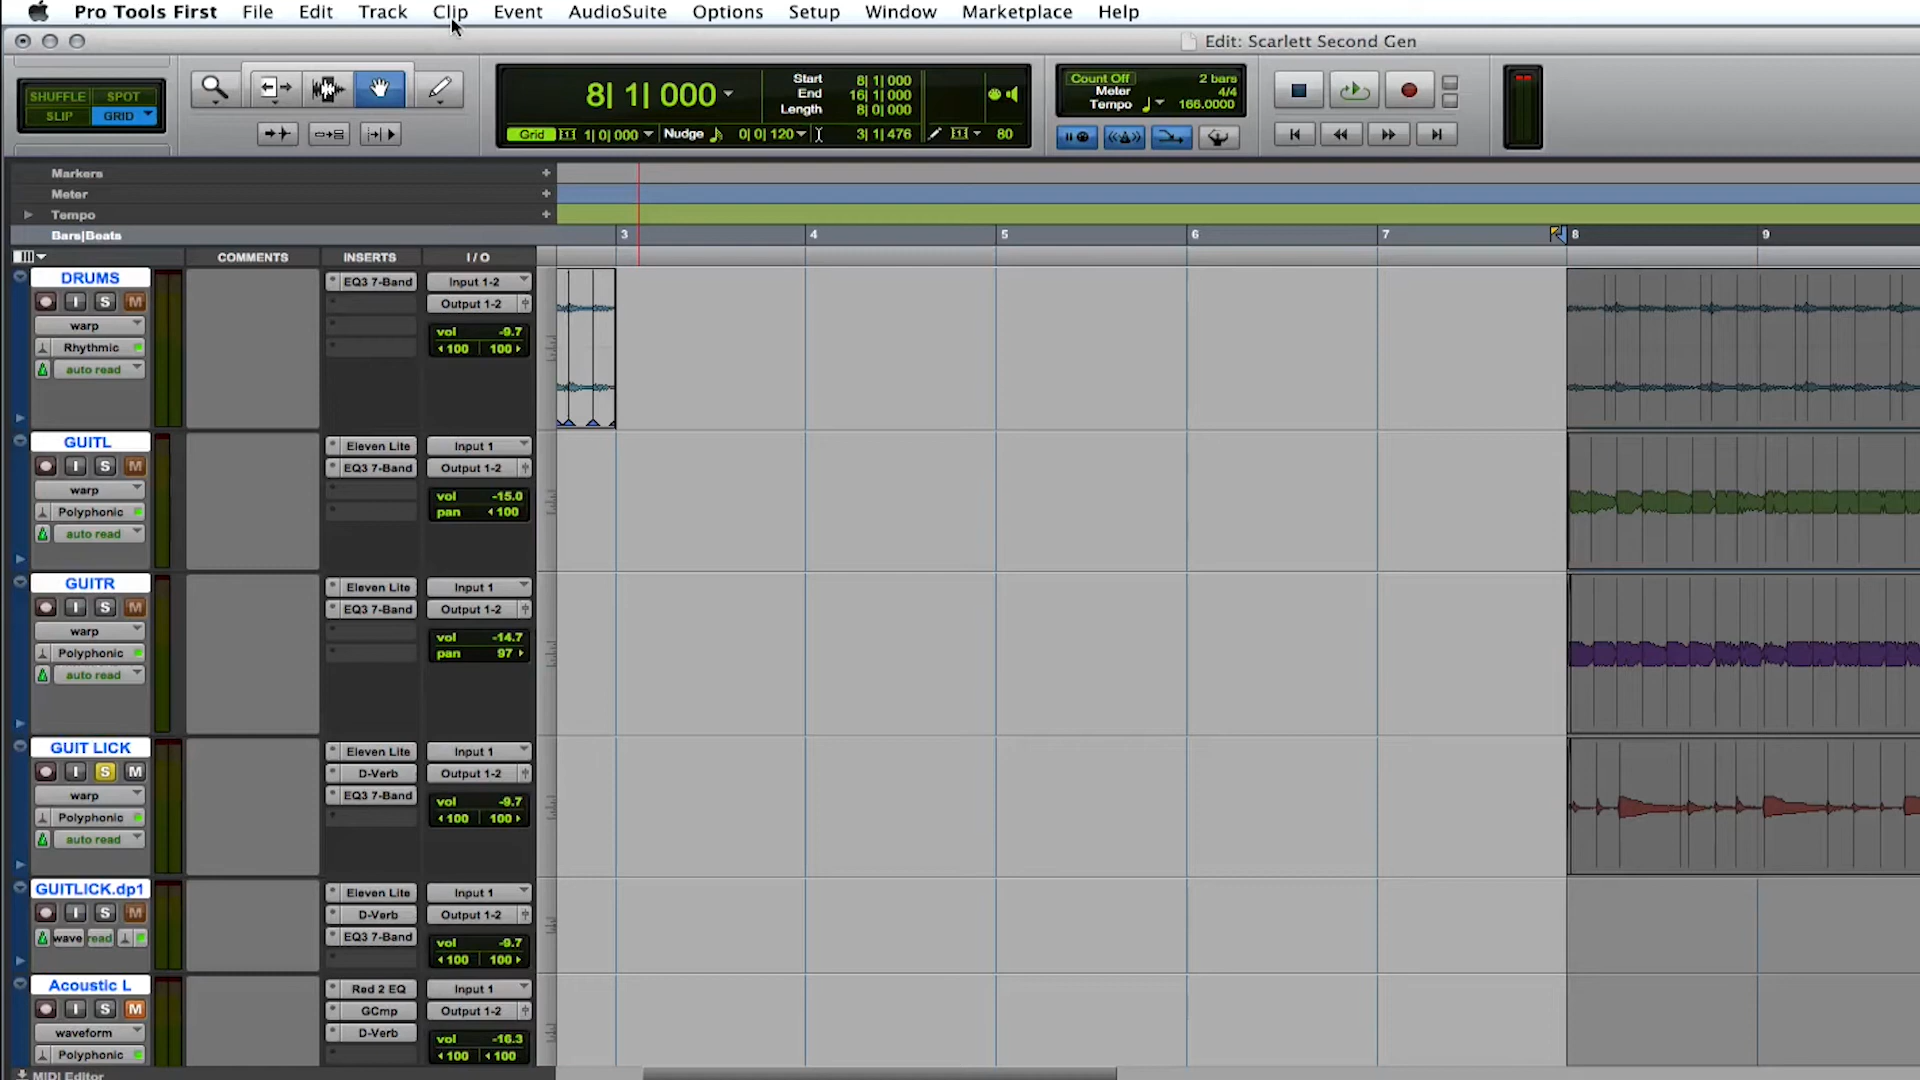 Pro Tools First File Edit Track Clip Event AudioSuite Options Setup Window Marketplace Help
Edit: Scarlett Second Gen
SHUFFLE SPOT
SLIP GRID
8| 1| 000
Start 8| 1| 000
End 16| 1| 000
Length 8| 0| 000
Grid 1| 0| 000 Nudge 0| 0| 120 3| 1| 476 80
Count Off 2 bars
Meter 4/4
Tempo 166.0000
Markers
Meter
Tempo
Bars|Beats 3 4 5 6 7 8 9
COMMENTS INSERTS I / O
DRUMS EQ3 7-Band Input 1-2
I S M Output 1-2
warp vol -9.7
Rhythmic 100 100
auto read
GUITL Eleven Lite Input 1
I S M EQ3 7-Band Output 1-2
warp vol -15.0
Polyphonic pan 100
auto read
GUITR Eleven Lite Input 1
I S M EQ3 7-Band Output 1-2
warp vol -14.7
Polyphonic pan 97
auto read
GUIT LICK Eleven Lite Input 1
I S M D-Verb Output 1-2
warp EQ3 7-Band vol -9.7
Polyphonic 100 100
auto read
GUITLICK.dp1 Eleven Lite Input 1
I S M D-Verb Output 1-2
wave read EQ3 7-Band vol -9.7
100 100
Acoustic L Red 2 EQ Input 1
I S M GCmp Output 1-2
waveform D-Verb vol -16.3
Polyphonic 100 100
MIDI Editor